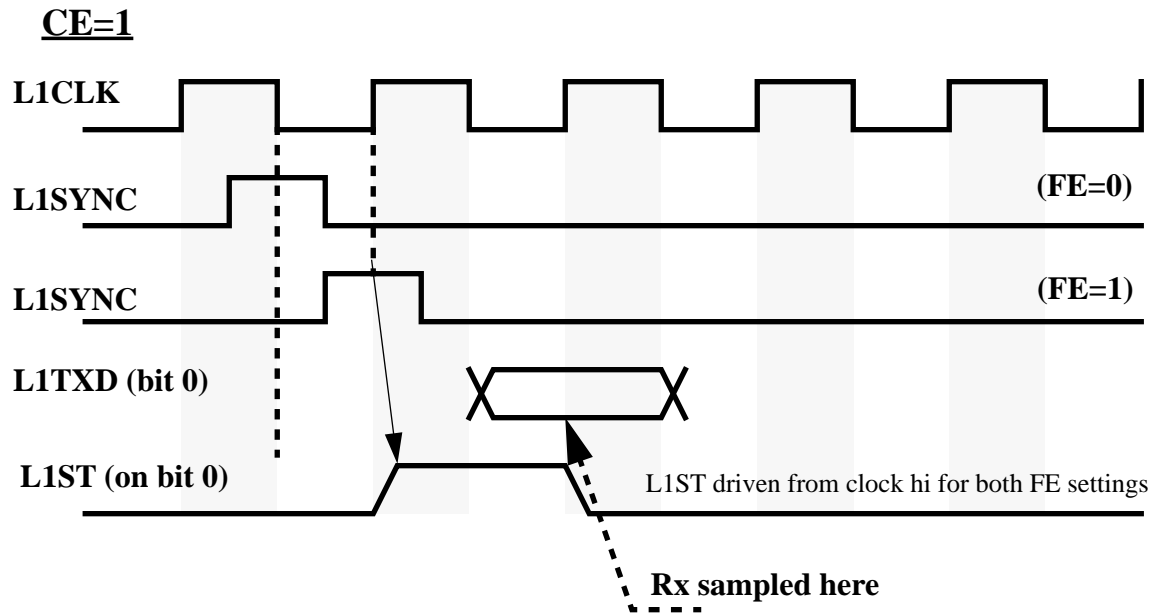 CE=1
L1CLK
L1SYNC
(FE=0)
L1SYNC
(FE=1)
L1TXD (bit 0)
L1ST (on bit 0)
L1ST driven from clock hi for both FE settings
Rx sampled here